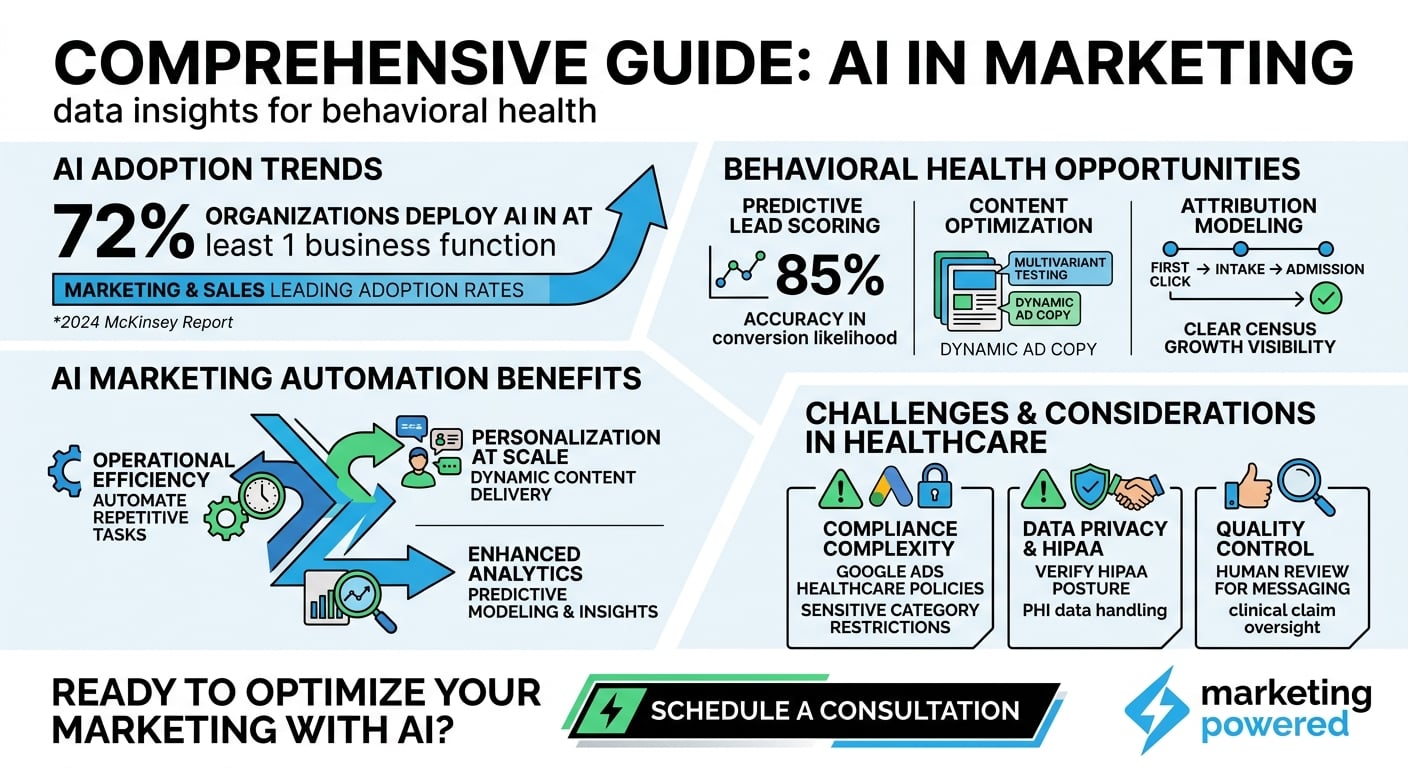 COMPREHENSIVE GUIDE: AI IN MARKETING
data insights for behavioral health
AI ADOPTION TRENDS
72%
ORGANIZATIONS DEPLOY AI IN AT
least 1 business function
MARKETING & SALES LEADING ADOPTION RATES
*2024 McKinsey Report
BEHAVIORAL HEALTH OPPORTUNITIES
PREDICTIVE
LEAD SCORING
85%
ACCURACY IN
conversion likelihood
CONTENT
OPTIMIZATION
MULTIVARIANT
TESTING
DYNAMIC
AD COPY
DYNAMIC AD COPY
ATTRIBUTION
MODELING
FIRST
CLICK
→ INTAKE → ADMISSION
CLEAR CENSUS
GROWTH VISIBILITY
AI MARKETING AUTOMATION BENEFITS
OPERATIONAL
EFFICIENCY
AUTOMATE
REPETITIVE
TASKS
PERSONALIZATION
AT SCALE
DYNAMIC CONTENT
DELIVERY
ENHANCED
ANALYTICS
PREDICTIVE
MODELING & INSIGHTS
CHALLENGES & CONSIDERATIONS
IN HEALTHCARE
COMPLIANCE
COMPLEXITY
GOOGLE ADS
HEALTHCARE POLICIES
SENSITIVE CATEGORY
RESTRICTIONS
DATA PRIVACY
& HIPAA
VERIFY HIPAA
POSTURE
PHI data handling
QUALITY
CONTROL
HUMAN REVIEW
FOR MESSAGING
clinical claim
oversight
READY TO OPTIMIZE YOUR
MARKETING WITH AI?
SCHEDULE A CONSULTATION
marketing
powered